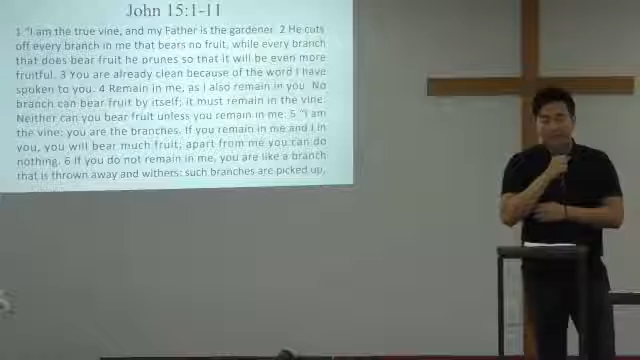 John 15:1-11
1 "I am the true vine, and my Father is the gardener. 2 He cuts
off every branch in me that bears no fruit, while every branch
that does bear fruit he prunes so that it will be even more
fruitful. 3 You are already clean because of the word I have
spoken to you. 4 Remain in me, as I also remain in you. No
branch can bear fruit by itself; it must remain in the vine.
Neither can you bear fruit unless you remain in me. 5 "I am
the vine; you are the branches. If you remain in me and I in
you, you will bear much fruit; apart from me you can do
nothing. 6 If you do not remain in me, you are like a branch
that is thrown away and withers; such branches are picked up,